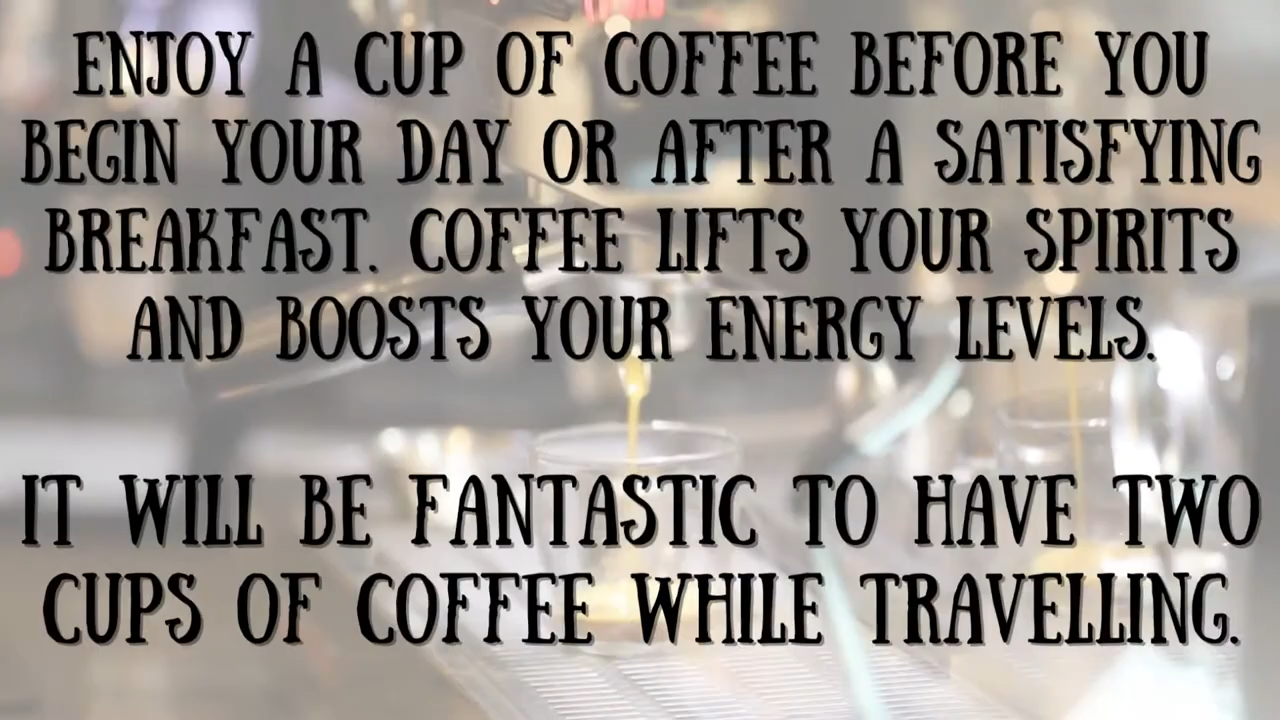 ENJOY A CUP OF COFFEE BEFORE YOU
BEGIN YOUR DAY OR AFTER A SATISFYING
BREAKFAST. COFFEE LIFTS YOUR SPIRITS
AND BOOSTS YOUR ENERGY LEVELS.
IT WILL BE FANTASTIC TO HAVE TWO
CUPS OF COFFEE WHILE TRAVELLING.